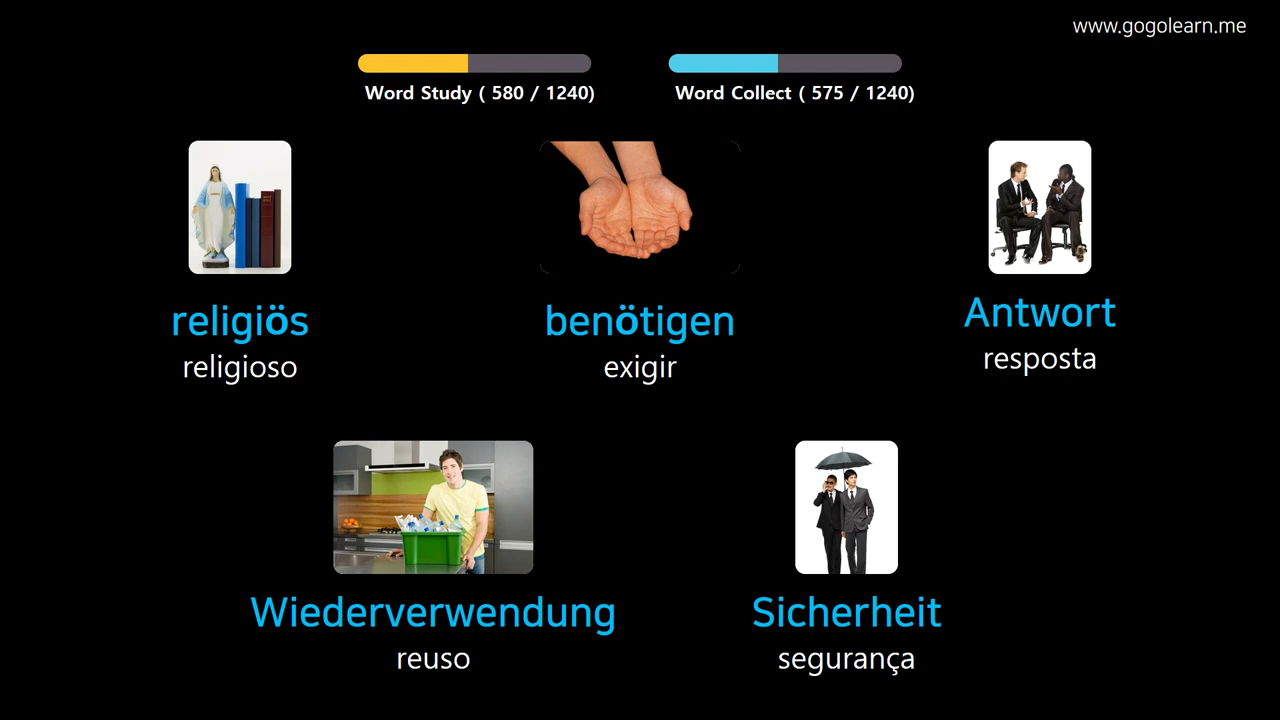 www.gogolearn.me
Word Study ( 580 / 1240)
Word Collect ( 575 / 1240)
religiös
religioso
benötigen
exigir
Antwort
resposta
Wiederverwendung
reuso
Sicherheit
segurança